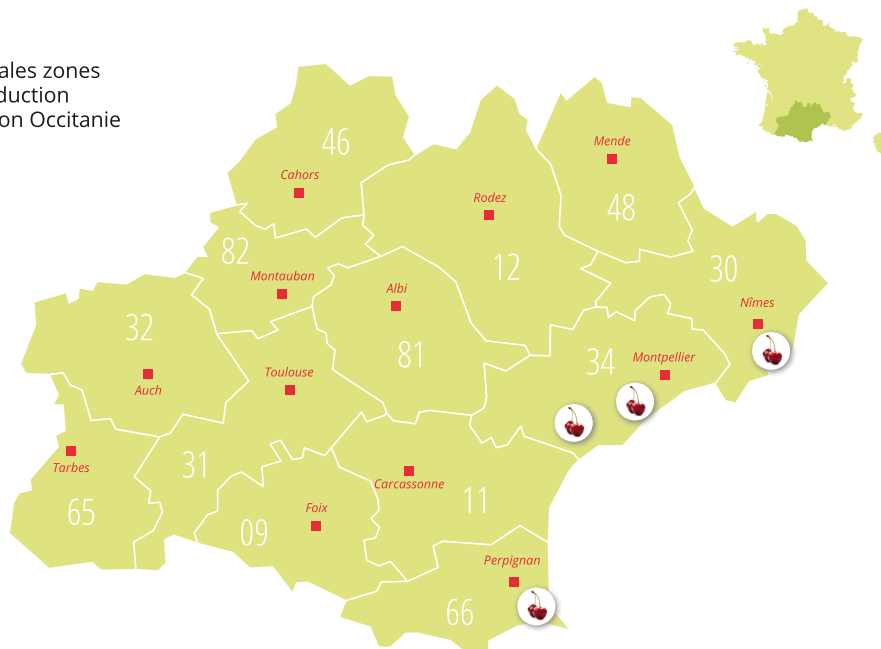 ales zones
duction
on Occitanie
46
Mende
Cahors
Rodez
48
82
12
30
Montauban
Albi
Nîmes
32
81
34
Montpellier
Toulouse
Auch
31
Tarbes
Carcassonne
11
65
Foix
09
Perpignan
66